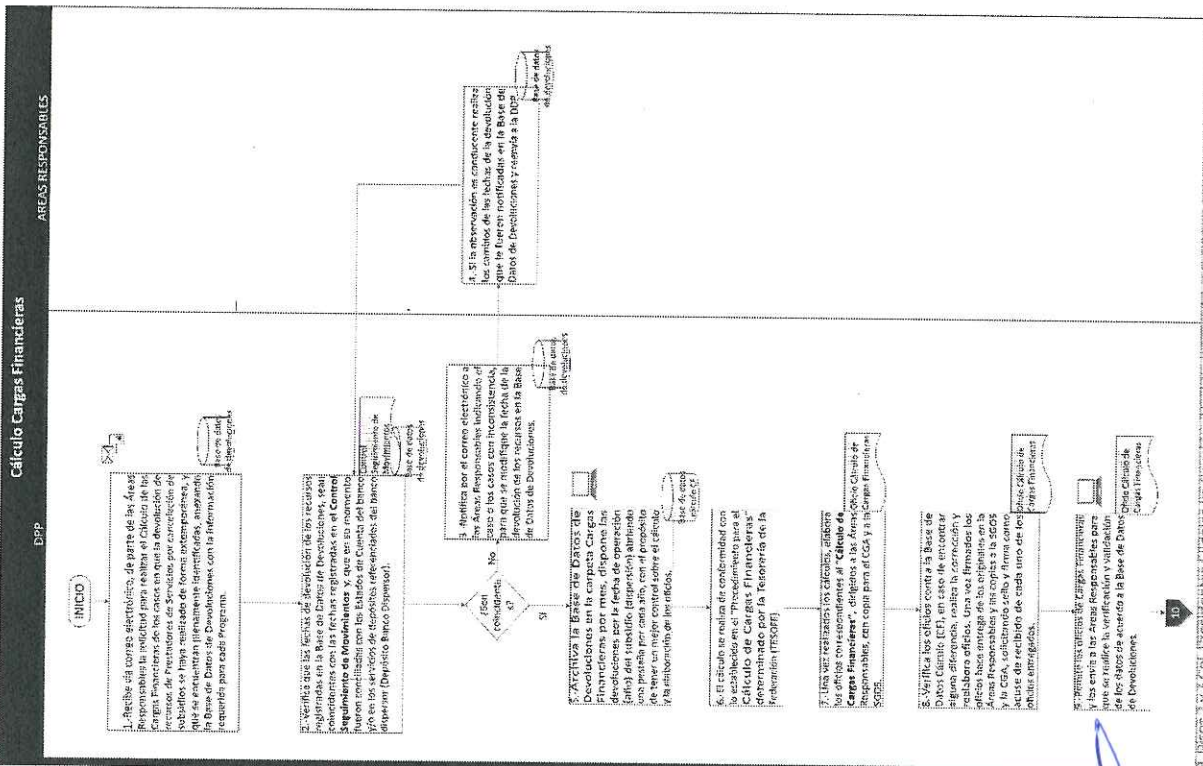 Cálculo Cargas Financieras
DPP
AREAS RESPONSABLES
INICIO
1. Recibe vía correo electrónico, de parte de las Áreas
Responsables la solicitud para realizar el Cálculo de las
Cargas Financieras de los casos en que la devolución de
recursos de Prestadores de Servicios por cancelación de
subsidios se haya realizado de forma extemporánea, y
que se encuentran plenamente identificadas, anexando
la Base de Datos de Devoluciones con la información
requerida para cada Programa.
Base de datos
de devoluciones
2. Verifica que las fechas de devolución de los recursos
registradas en la Base de Datos de Devoluciones, sean
coincidentes con las fechas registradas en el Control
Seguimiento de Movimientos y, que en su momento
fueron conciliadas con los Estados de Cuenta del banco
y/o en los servicios de depósitos referenciados del banco
dispersor (Depósito Banco Dispersor).
Control
Seguimiento de
Movimientos
Base de datos
de devoluciones
¿Son
coincidente
s?
No
SI
3. Notifica por el correo electrónico a
las Áreas Responsables indicando el
caso o los casos con inconsistencia,
para que se modifique la fecha de la
devolución de los recursos en la Base
de Datos de Devoluciones.
Base de datos
de devoluciones
4. Si la observación es conducente realiza
los cambios de las fechas de la devolución
que le fueron notificadas en la Base de
Datos de Devoluciones y reenvía a la DDP.
Base de datos
de devoluciones
5. Archiva la Base de Datos de
Devoluciones en la carpeta Cargas
Financieras por mes, dispone las
devoluciones por la fecha de operación
(año) del subsidio (dispersión) abriendo
una pestaña por cada año, con el propósito
de tener un mejor control sobre el cálculo
y la elaboración de los oficios.
Base de datos
6. El cálculo se realiza de conformidad con
lo establecido en el "Procedimiento para el
Cálculo de Cargas Financieras"
determinado por la Tesorería de la
Federación (TESOFE)
7. Una vez realizados los cálculos, elabora
los oficios correspondientes al "Cálculo de
Cargas Financieras", dirigidos a las Áreas
Responsables, con copia para el CGA y a la
SGGS.
Oficio Cálculo de
Cargas Financieras
8. Verifica los oficios contra la Base de
Datos Cálculo (CF), en caso de encontrar
alguna diferencia, realiza la corrección y
reelabora oficios. Una vez firmados los
oficios hace entrega de los originales en la
Áreas Responsables y las copias a la SGGS
y la CGA, solicitando sello y firma como
acuse de recibido de cada uno de los
oficios entregados.
Oficio Cálculo de
Cargas Financieras
y los envía a las Áreas Responsables para
que realice la verificación y validación
de los datos de acuerdo a la Base de Datos
de Devoluciones.
Oficio Cálculo de
Cargas Financieras
10